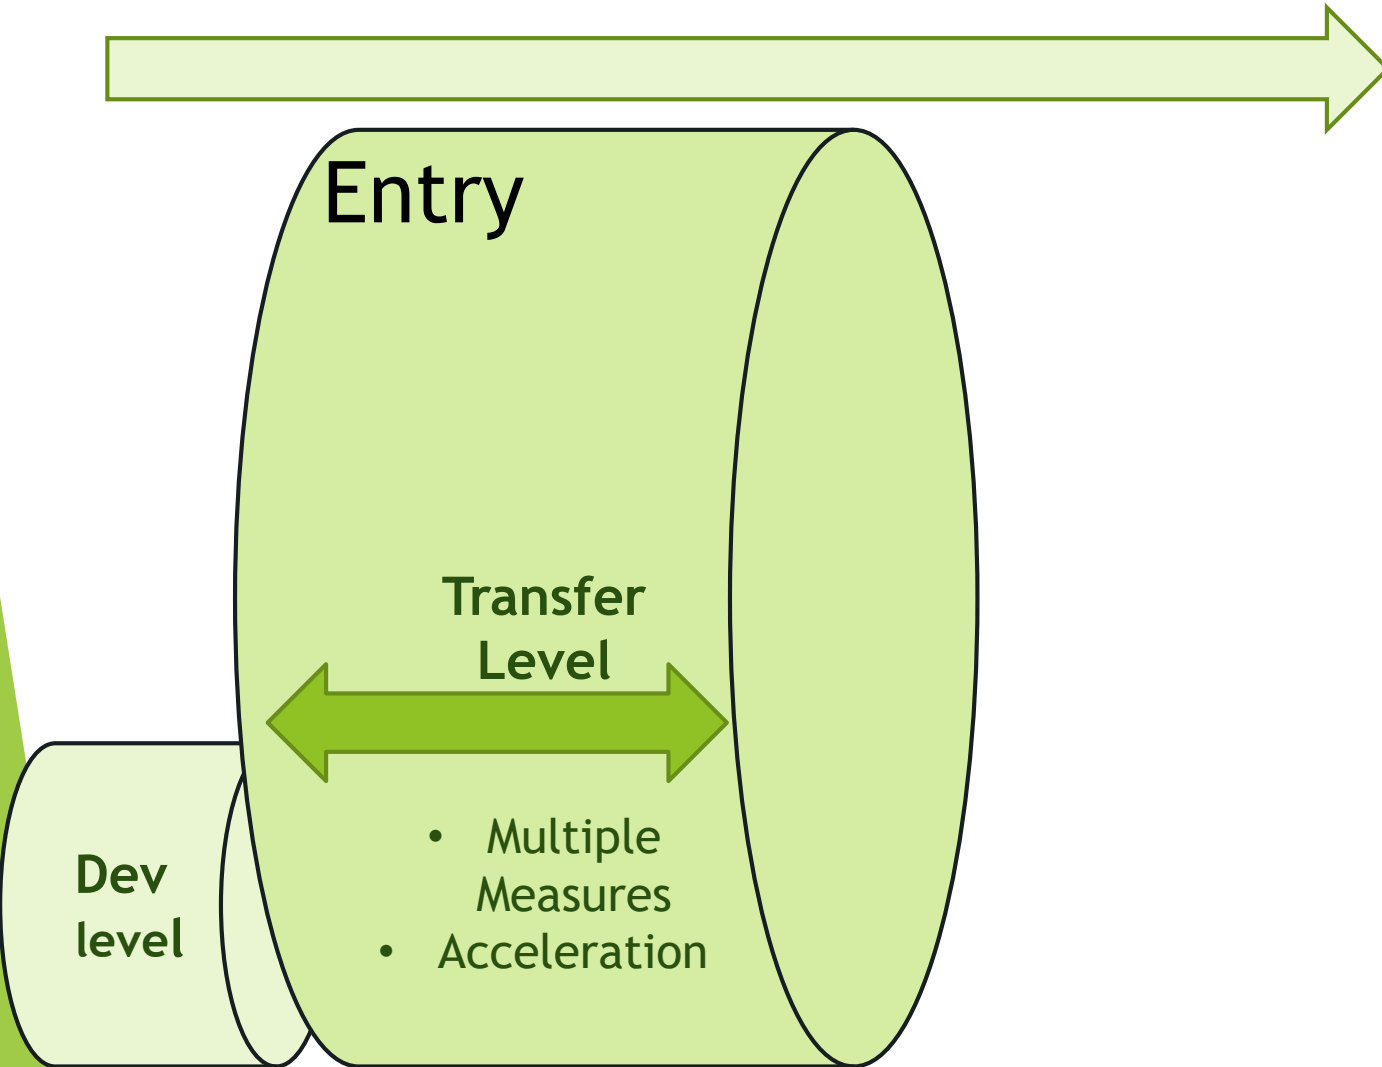 Entry
Transfer
Level
Dev
level
• Multiple
Measures
• Acceleration